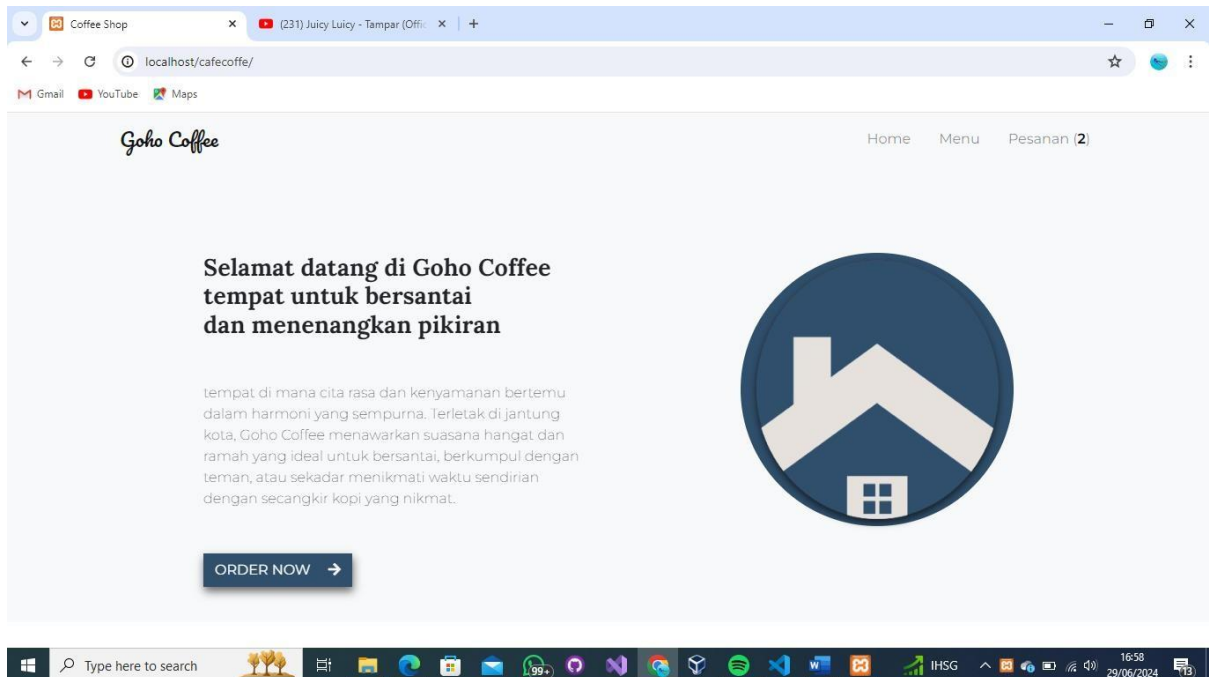 Coffee Shop
(231) Juicy Luicy - Tampar (Offic
localhost/cafecoffe/
Gmail YouTube Maps
Goho Coffee
Home Menu Pesanan (2)
Selamat datang di Goho Coffee
tempat untuk bersantai
dan menenangkan pikiran
tempat di mana cita rasa dan kenyamanan bertemu
dalam harmoni yang sempurna. Terletak di jantung
kota, Goho Coffee menawarkan suasana hangat dan
ramah yang ideal untuk bersantai, berkumpul dengan
teman, atau sekadar menikmati waktu sendirian
dengan secangkir kopi yang nikmat..
ORDER NOW
Type here to search
99+
IHSG
16:58
29/06/2024
13